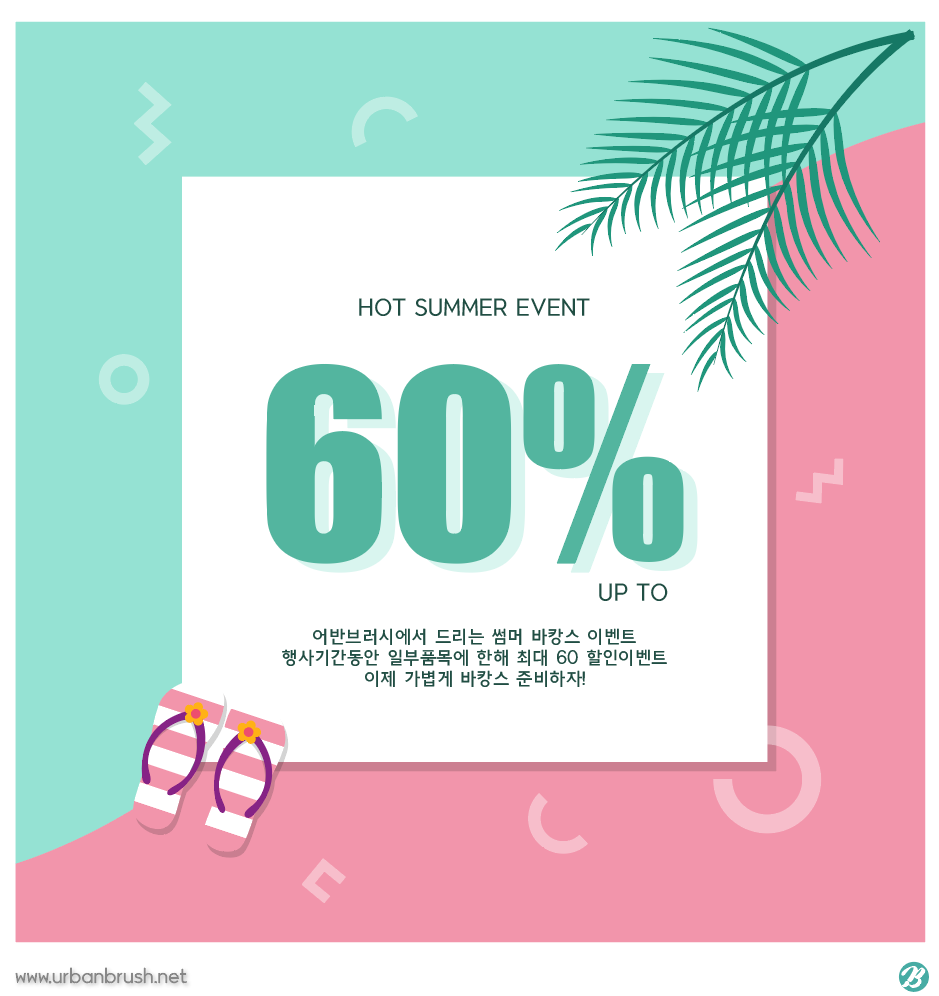 HOT SUMMER EVENT
60%
UP TO
어반브러시에서 드리는 썸머 바캉스 이벤트
행사기간동안 일부품목에 한해 최대 60 할인이벤트
이제 가볍게 바캉스 준비하자!
www.urbanbrush.net
B